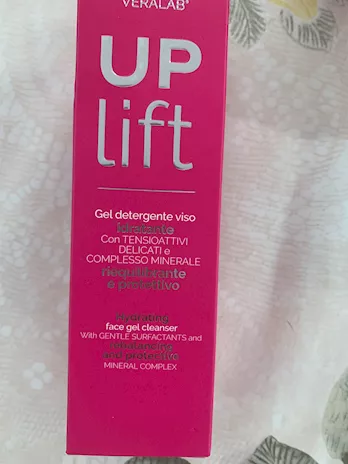 VERALAB®
UP
lift
Gel detergente viso
idratante
Con TENSIOATTIVI
DELICATI e
COMPLESSO MINERALE
riequilibrante
e protettivo
Hydrating
face gel cleanser
With GENTLE SURFACTANTS and
rebalancing
and protective
MINERAL COMPLEX